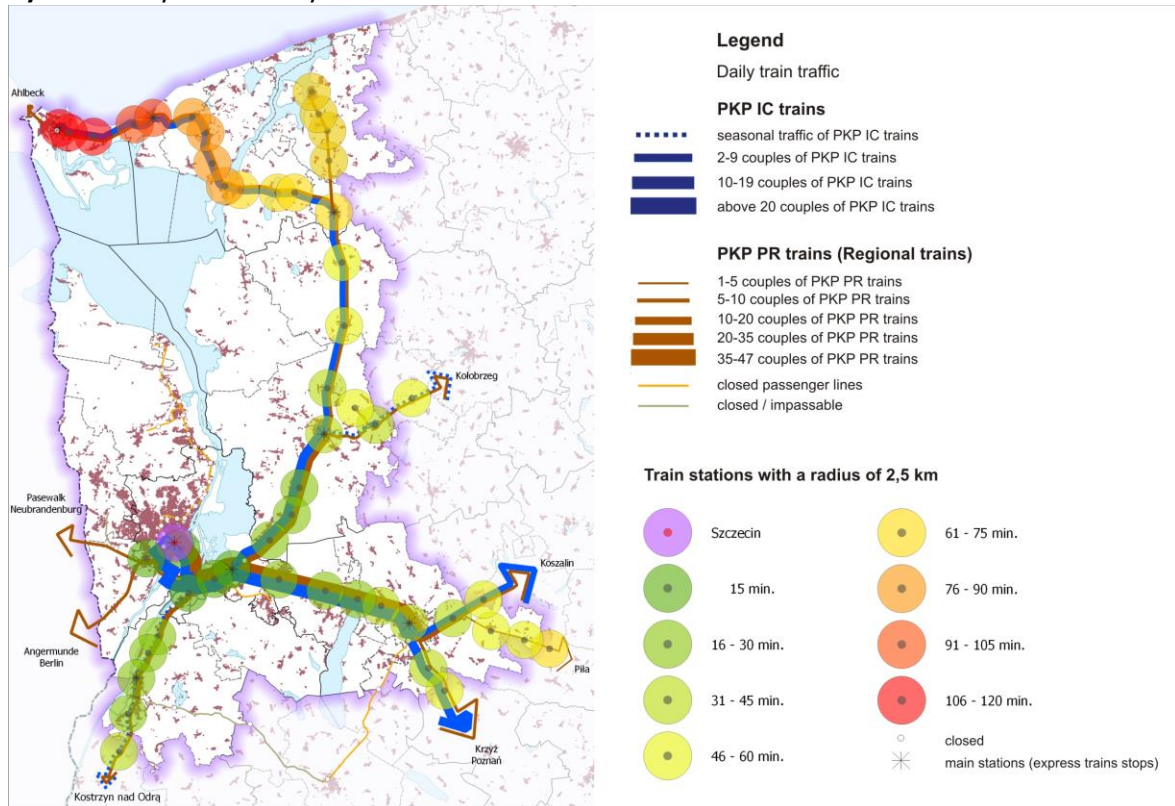 Ahlbeck
Kołobrzeg
Pasewalk
Neubrandenburg
Koszalin
Angermunde
Berlin
Piła
Krzyż
Poznań
Kostrzyn nad Odrą
Legend
Daily train traffic
PKP IC trains
seasonal traffic of PKP IC trains
2-9 couples of PKP IC trains
10-19 couples of PKP IC trains
above 20 couples of PKP IC trains
PKP PR trains (Regional trains)
1-5 couples of PKP PR trains
5-10 couples of PKP PR trains
10-20 couples of PKP PR trains
20-35 couples of PKP PR trains
35-47 couples of PKP PR trains
closed passenger lines
closed / impassable
Train stations with a radius of 2,5 km
Szczecin
61 - 75 min.
15 min.
76 - 90 min.
16 - 30 min.
91 - 105 min.
31 - 45 min.
106 - 120 min.
46 - 60 min.
closed
main stations (express trains stops)